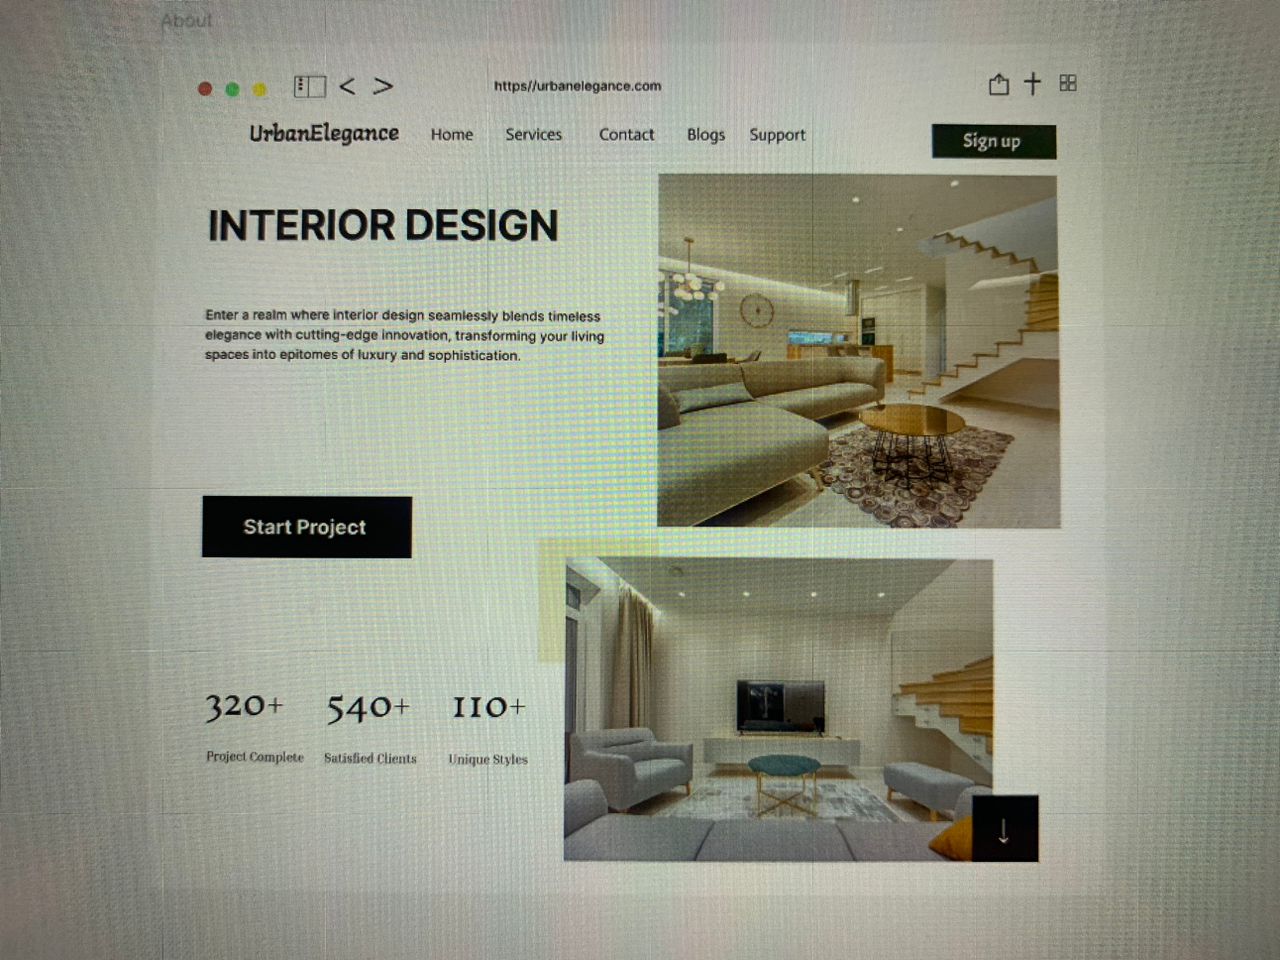 About
https//urbanelegance.com
UrbanElegance Home Services Contact Blogs Support Sign up
INTERIOR DESIGN
Enter a realm where interior design seamlessly blends timeless
elegance with cutting-edge innovation, transforming your living
spaces into epitomes of luxury and sophistication.
Start Project
320+ 540+ 110+
Project Complete Satisfied Clients Unique Styles